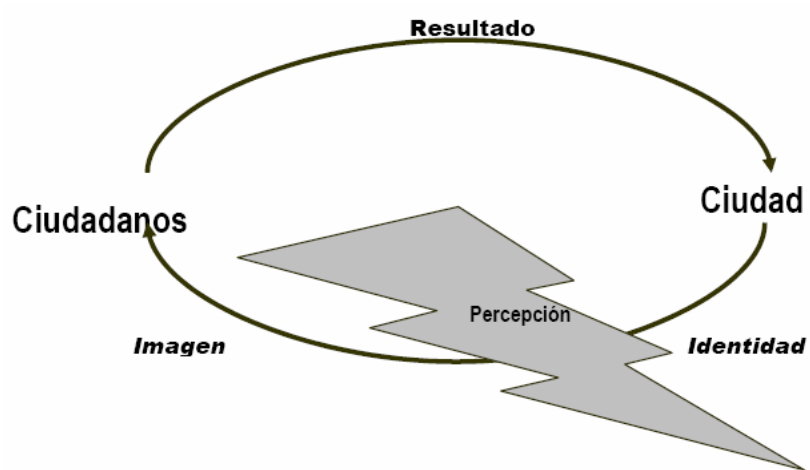 Resultado
Ciudadanos
Ciudad
Percepción
Imagen
Identidad